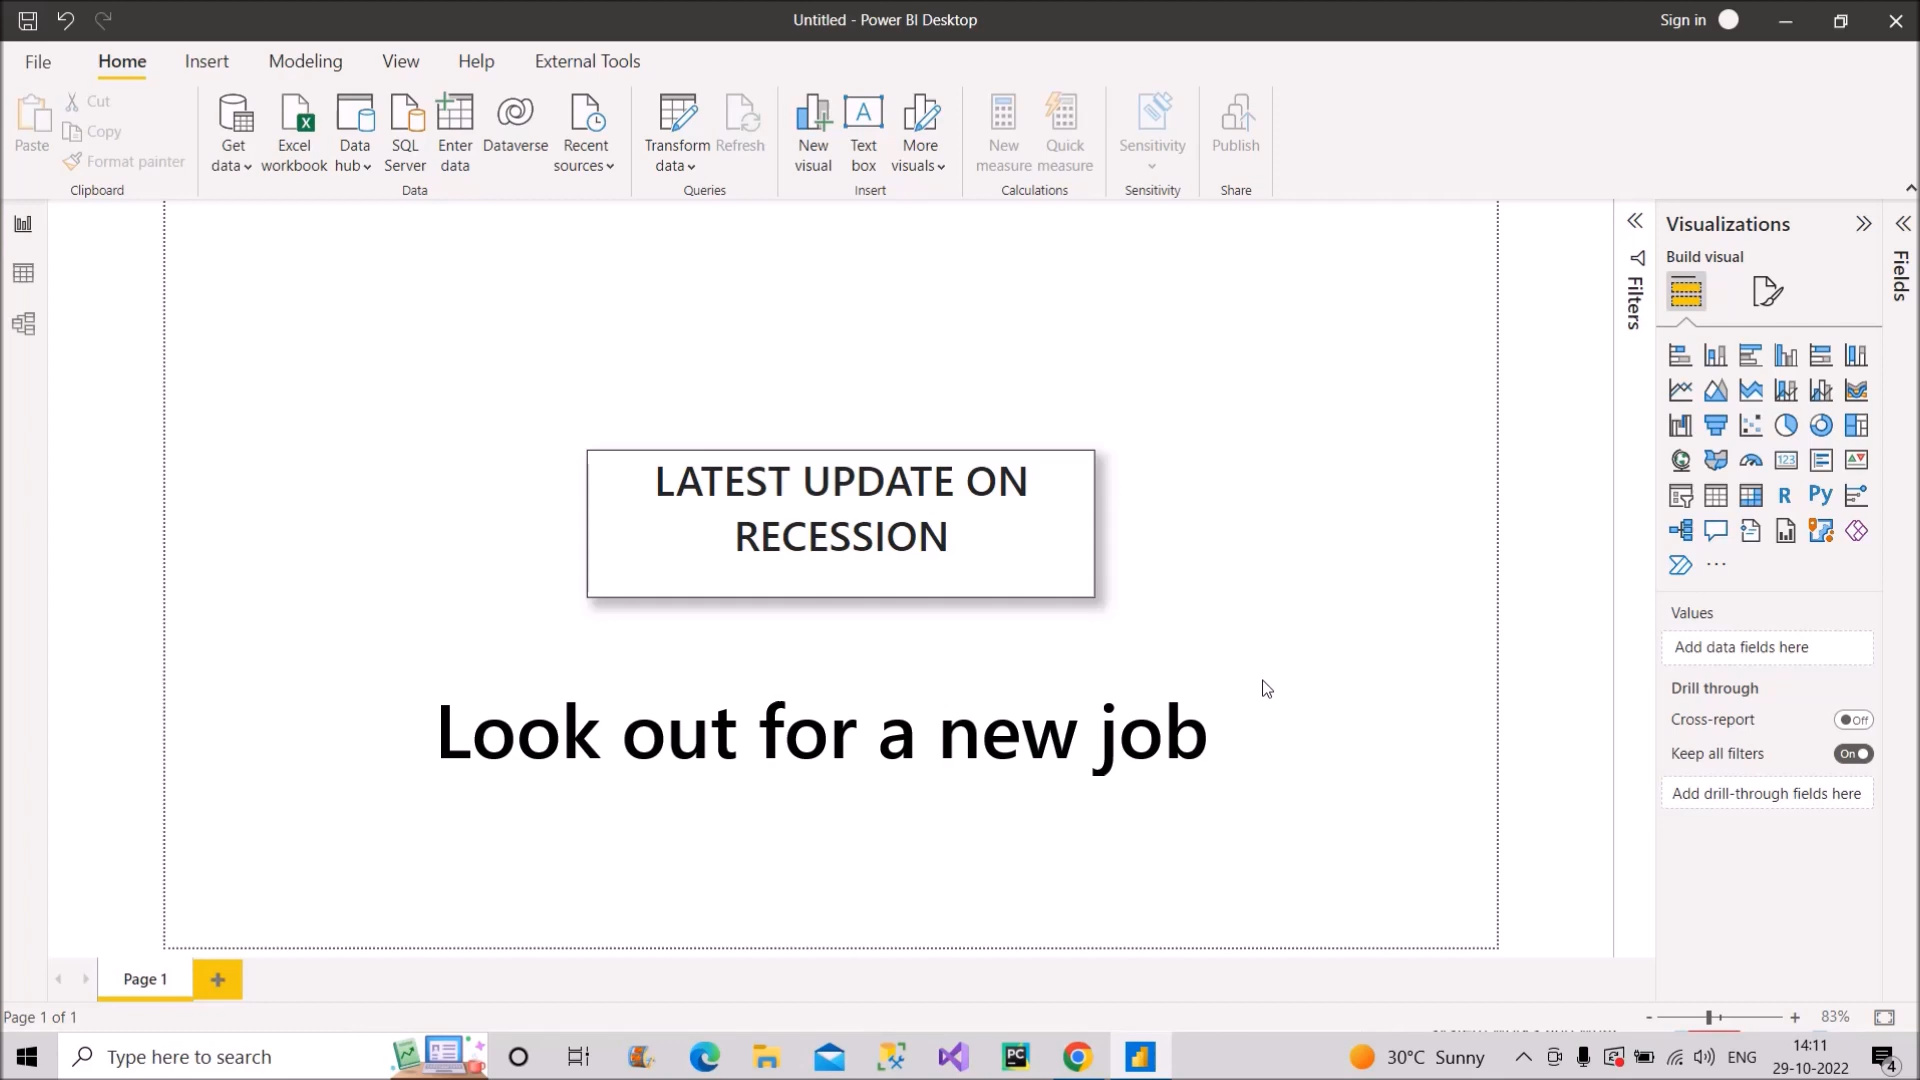 Untitled - Power BI Desktop
Sign in
File Home Insert Modeling View Help External Tools
Paste
Cut
Copy
Format painter
Clipboard
Get data
Excel workbook
Data hub
SQL Server
Enter data
Dataverse
Recent sources
Data
Transform data
Refresh
Queries
New visual
Text box
More visuals
Insert
New measure
Quick measure
Calculations
Sensitivity
Sensitivity
Publish
Share
LATEST UPDATE ON
RECESSION
Look out for a new job
Filters
Visualizations
Build visual
123
R
Py
Values
Add data fields here
Drill through
Cross-report Off
Keep all filters On
Add drill-through fields here
Fields
Page 1
Page 1 of 1
83%
Type here to search
PC
30°C Sunny
ENG
14:11
29-10-2022
4